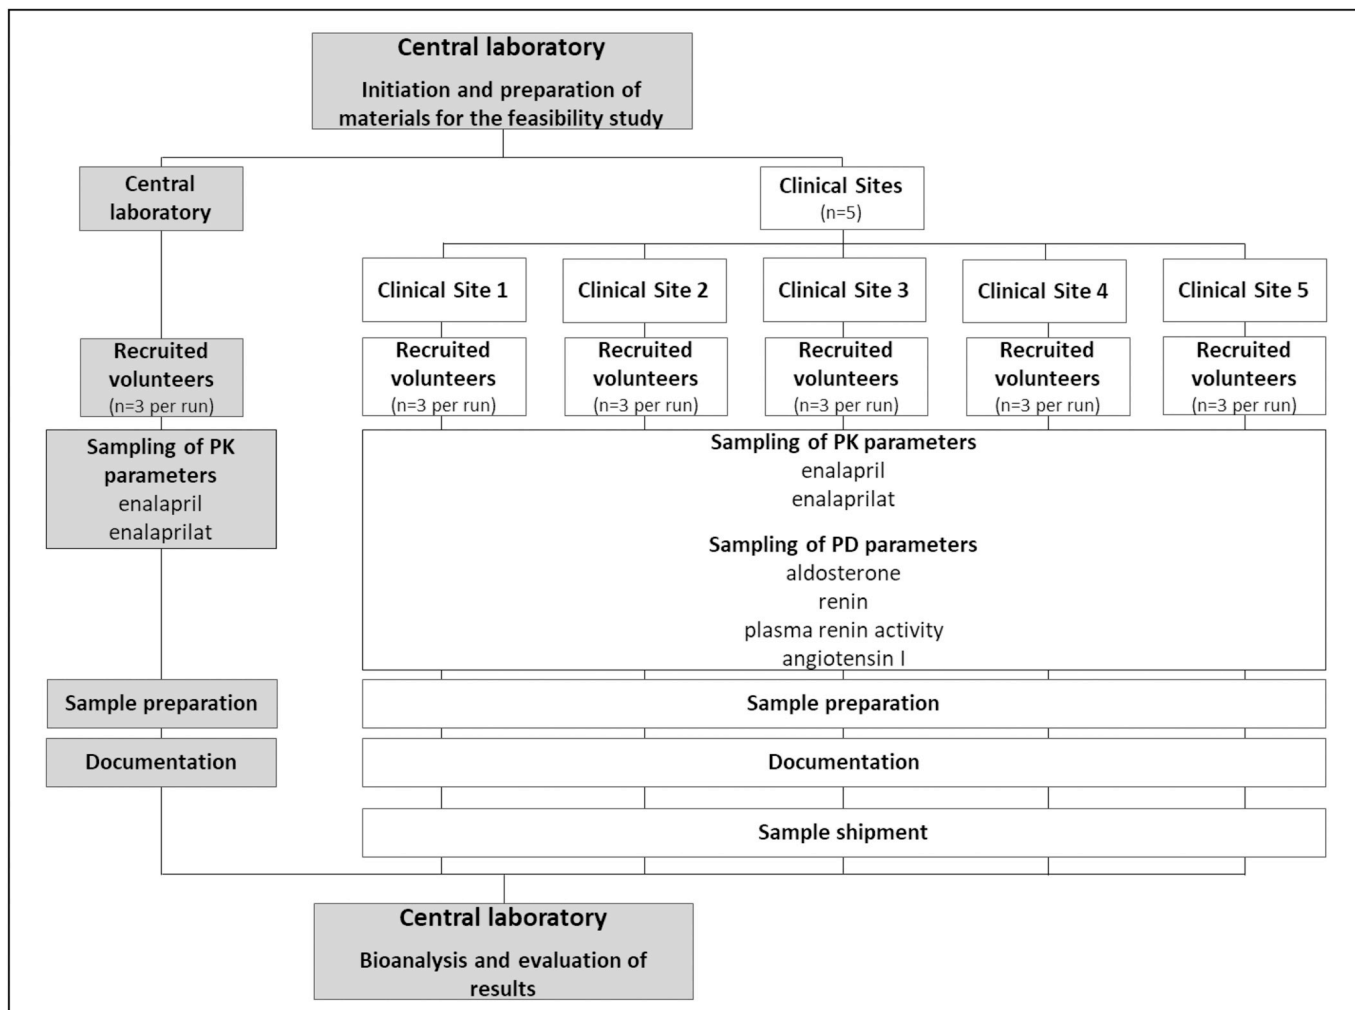 Central laboratory
Initiation and preparation of
materials for the feasibility study
Central
laboratory
Clinical Sites
(n=5)
Clinical Site 1
Clinical Site 2
Clinical Site 3
Clinical Site 4
Clinical Site 5
Recruited
volunteers
(n=3 per run)
Recruited
volunteers
(n=3 per run)
Recruited
volunteers
(n=3 per run)
Recruited
volunteers
(n=3 per run)
Recruited
volunteers
(n=3 per run)
Recruited
volunteers
(n=3 per run)
Sampling of PK
parameters
enalapril
enalaprilat
Sampling of PK parameters
enalapril
enalaprilat
Sampling of PD parameters
aldosterone
renin
plasma renin activity
angiotensin I
Sample preparation
Sample preparation
Documentation
Documentation
Sample shipment
Central laboratory
Bioanalysis and evaluation of
results